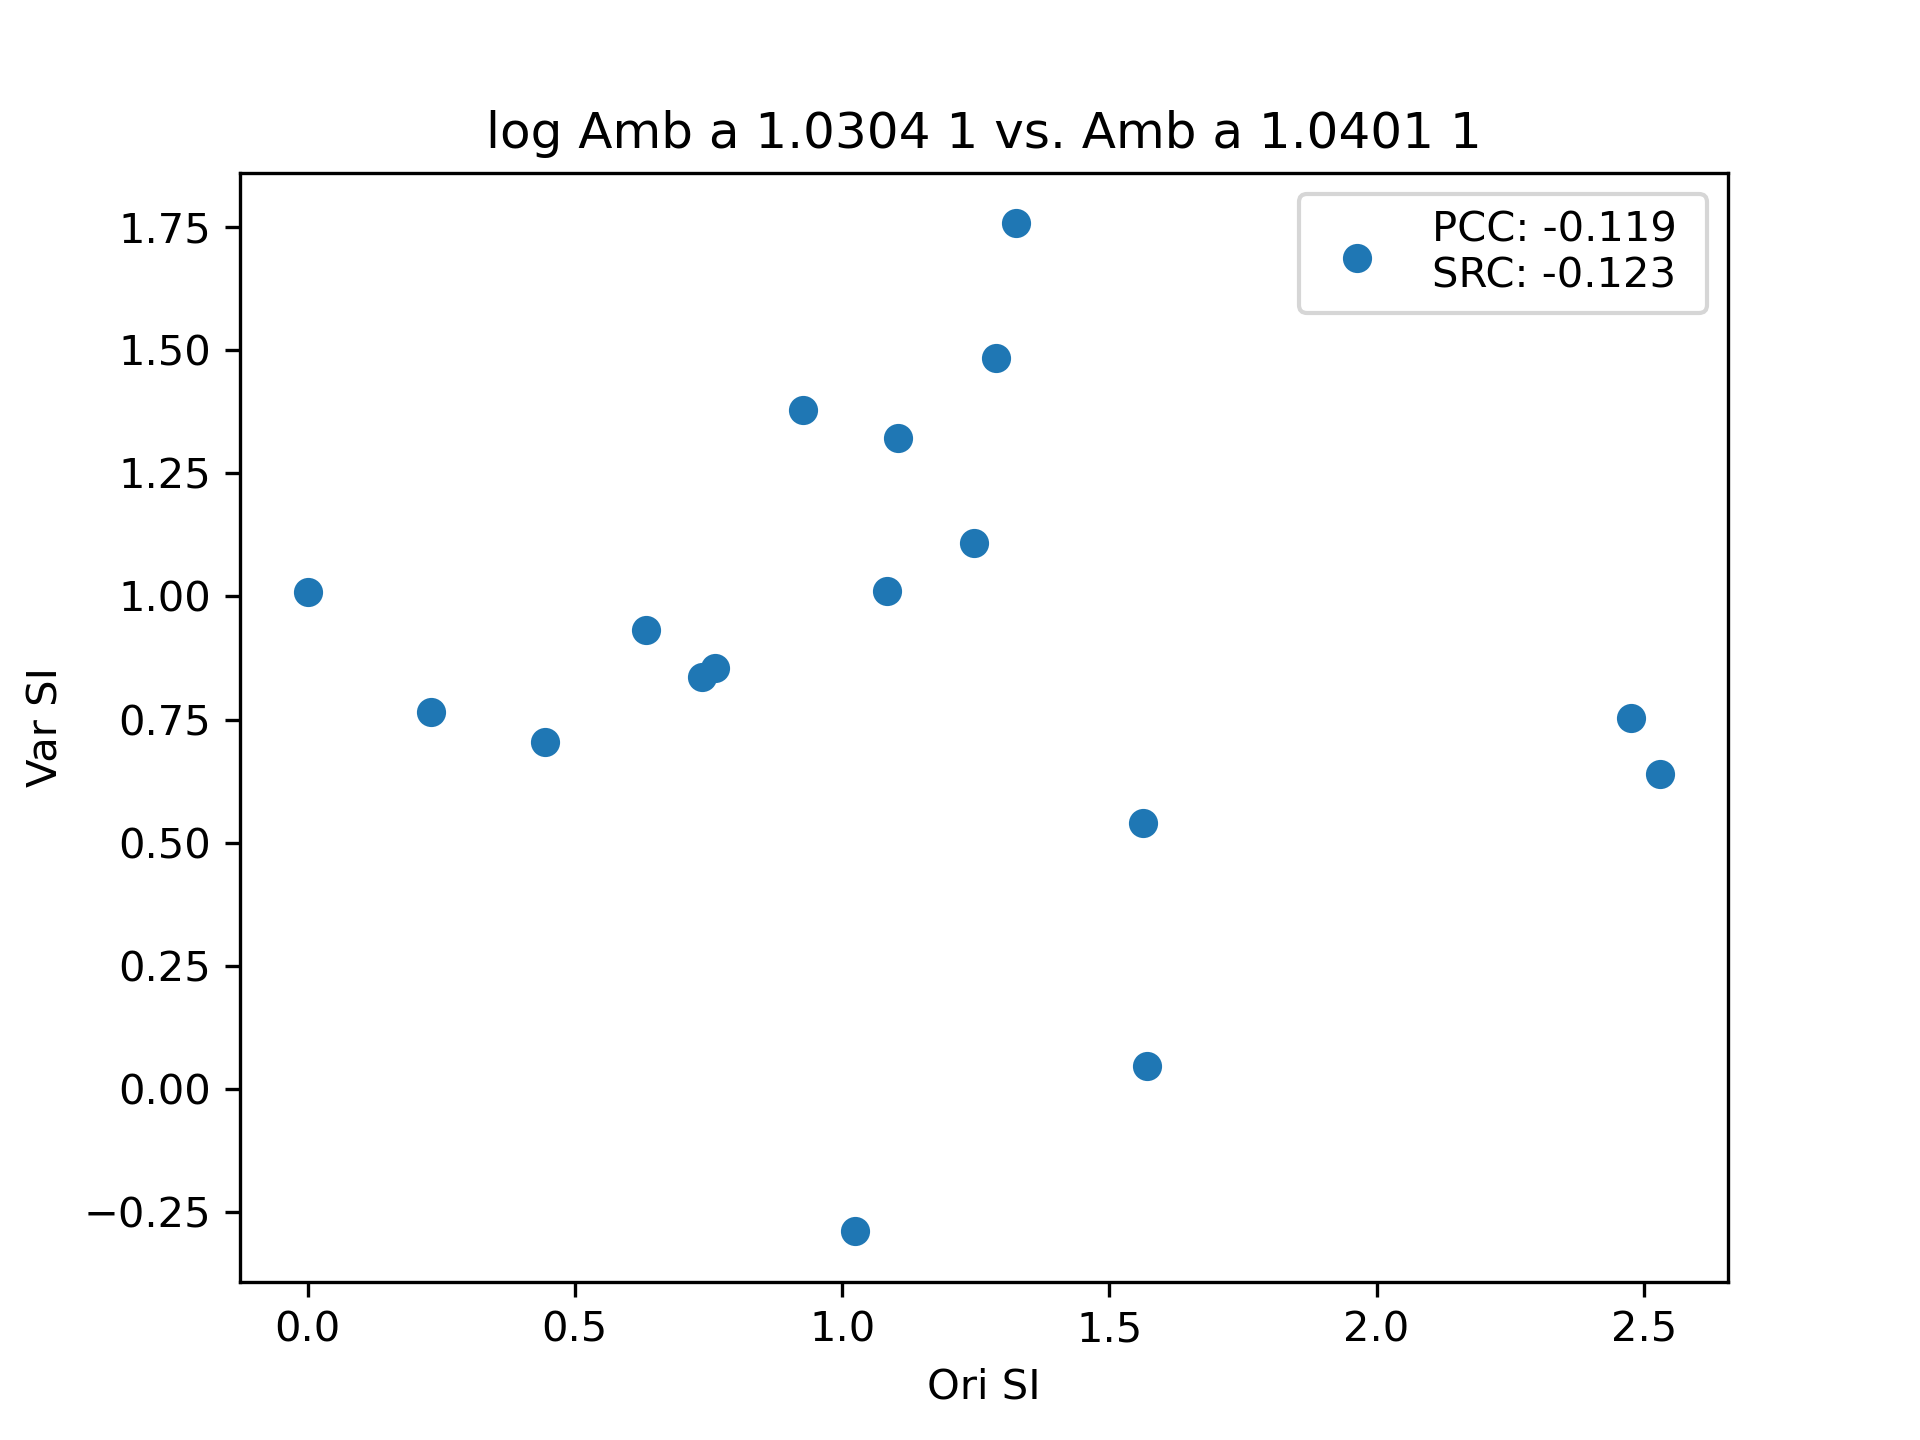 log Amb a 1.0304 1 vs. Amb a 1.0401 1
PCC: -0.119
SRC: -0.123
1.75
1.50
1.25
1.00
0.75
0.50
0.25
0.00
−0.25
Var SI
0.0 0.5 1.0 1.5 2.0 2.5
Ori SI